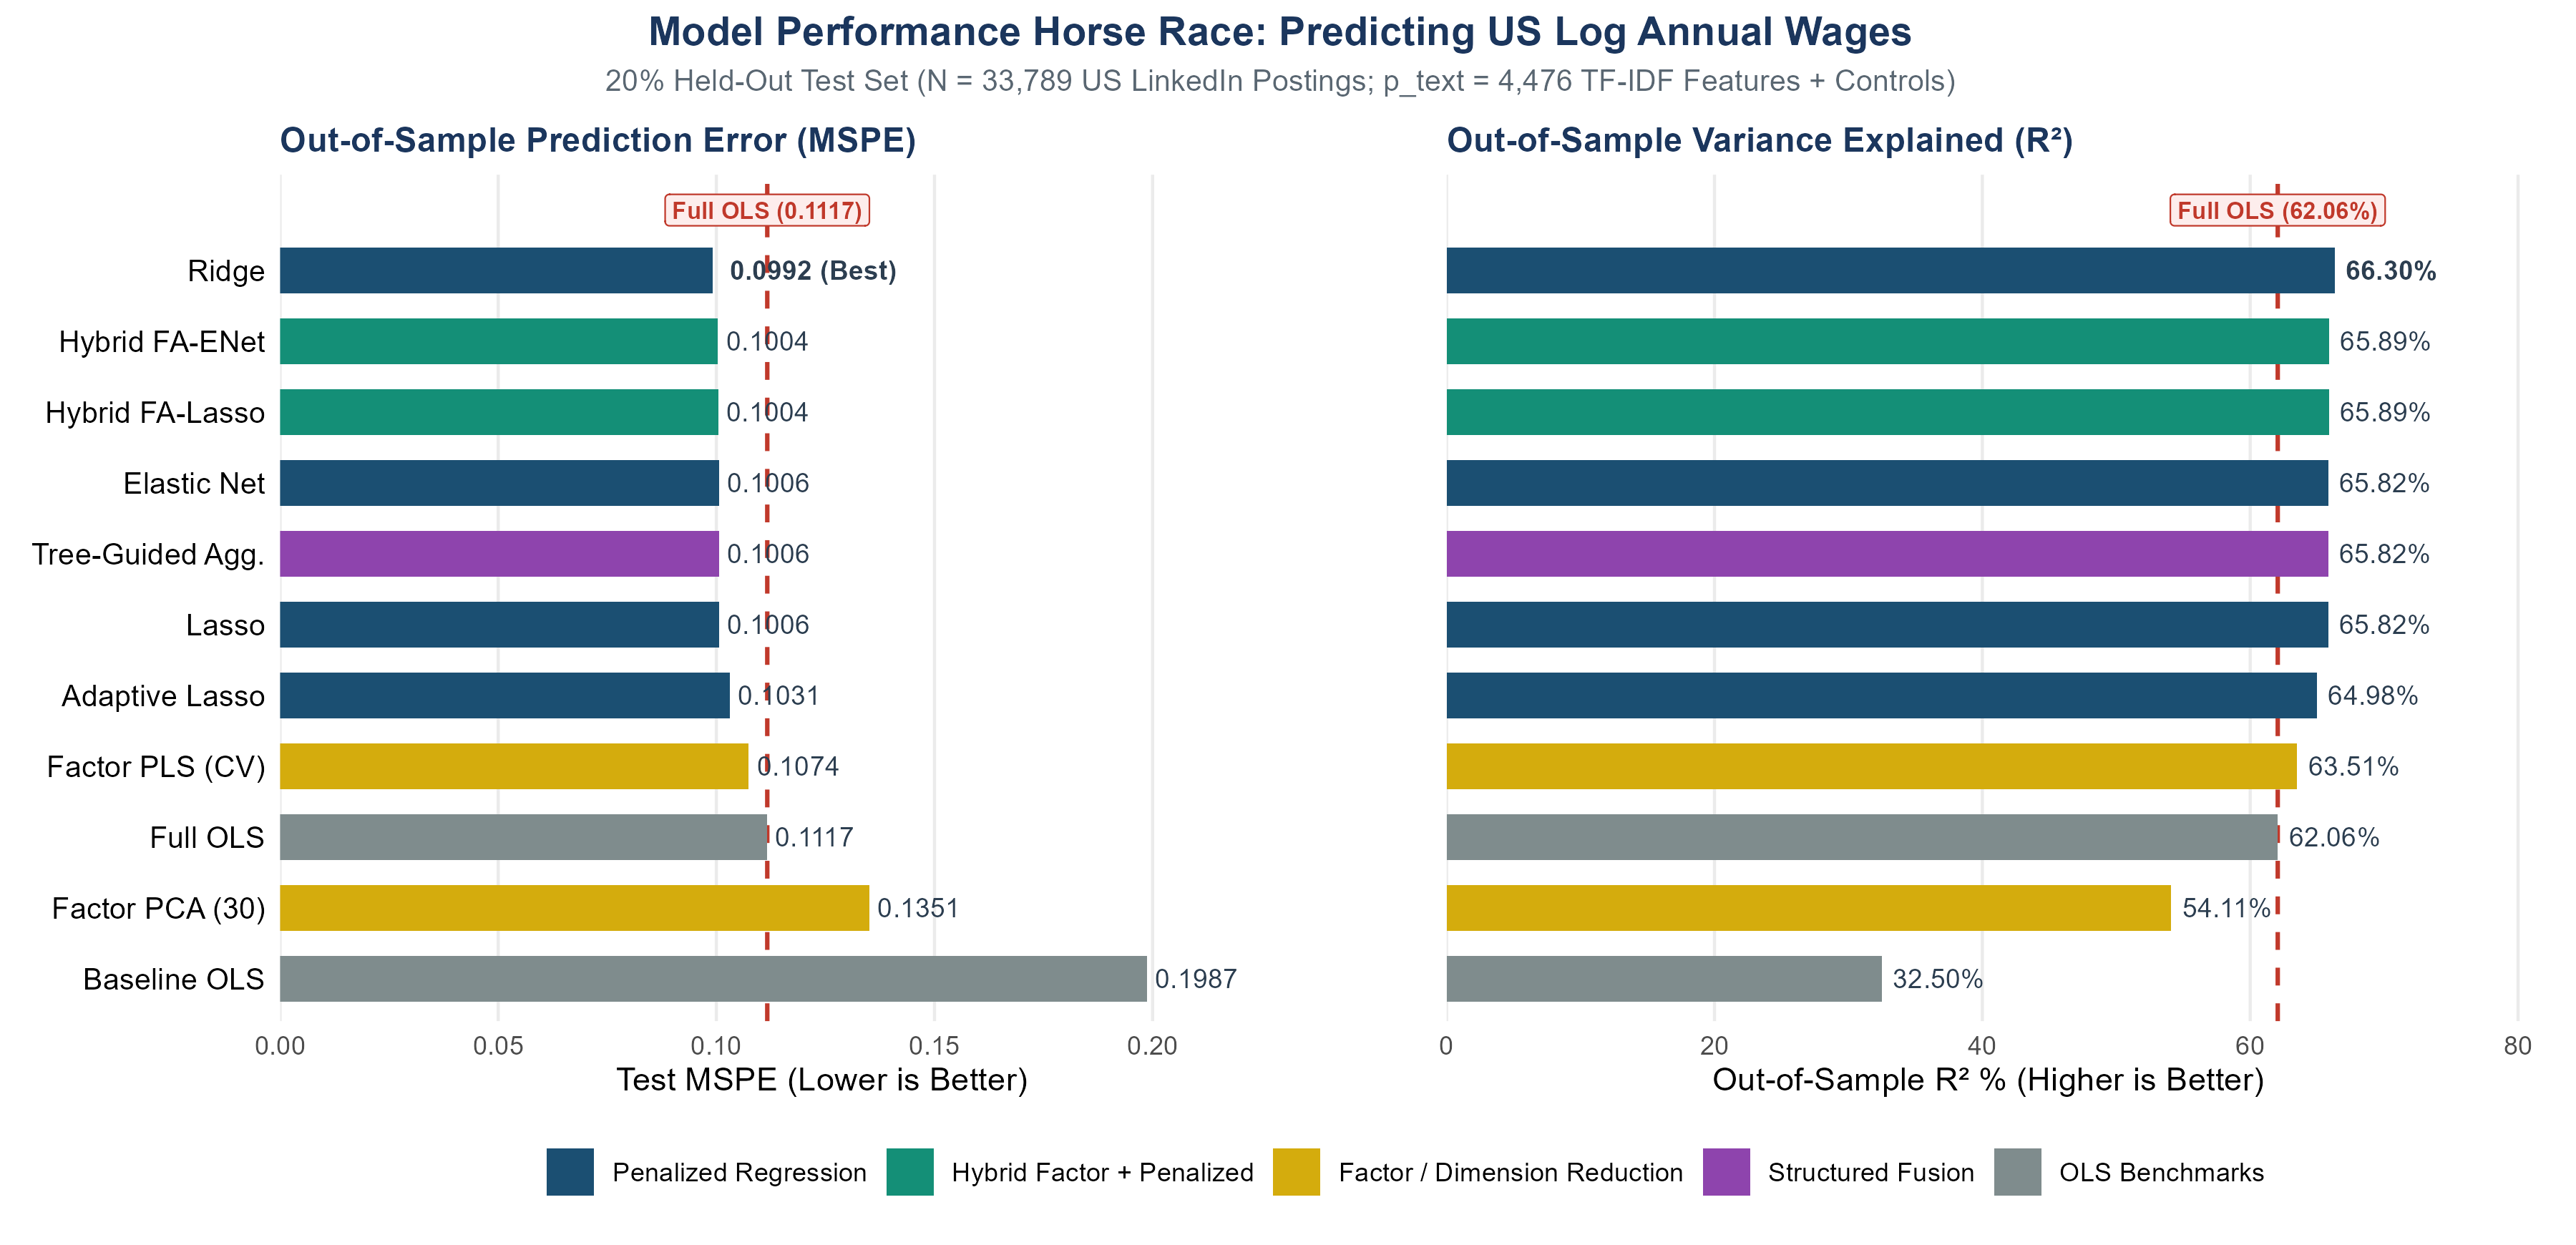 Model Performance Horse Race: Predicting US Log Annual Wages
20% Held-Out Test Set (N = 33,789 US LinkedIn Postings; p_text = 4,476 TF-IDF Features + Controls)
Out-of-Sample Prediction Error (MSPE)
Full OLS (0.1117)
Ridge 0.0992 (Best)
Hybrid FA-ENet 0.1004
Hybrid FA-Lasso 0.1004
Elastic Net 0.1006
Tree-Guided Agg. 0.1006
Lasso 0.1006
Adaptive Lasso 0.1031
Factor PLS (CV) 0.1074
Full OLS 0.1117
Factor PCA (30) 0.1351
Baseline OLS 0.1987
0.00 0.05 0.10 0.15 0.20
Test MSPE (Lower is Better)
Out-of-Sample Variance Explained (R²)
Full OLS (62.06%)
66.30%
65.89%
65.89%
65.82%
65.82%
65.82%
64.98%
63.51%
62.06%
54.11%
32.50%
0 20 40 60 80
Out-of-Sample R² % (Higher is Better)
Penalized Regression Hybrid Factor + Penalized Factor / Dimension Reduction Structured Fusion OLS Benchmarks